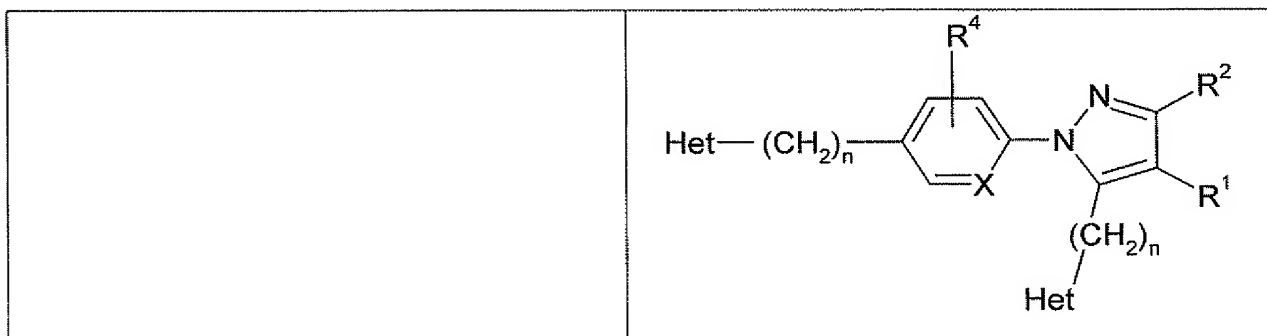 R⁴
N R²
Het—(CH₂)ₙ N
X R¹
(CH₂)ₙ
Het